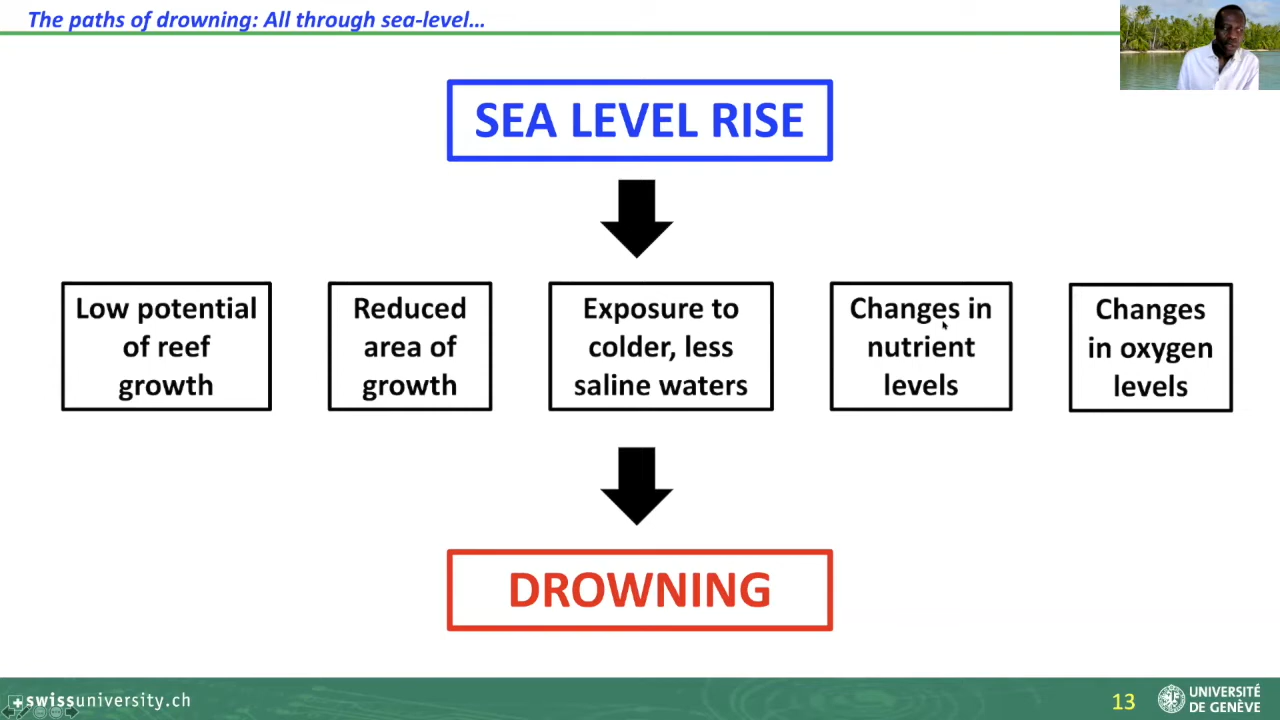 The paths of drowning: All through sea-level...
SEA LEVEL RISE
Low potential
of reef
growth
Reduced
area of
growth
Exposure to
colder, less
saline waters
Changes in
nutrient
levels
Changes
in oxygen
levels
DROWNING
swissuniversity.ch
13
UNIVERSITÉ
DE GENÈVE